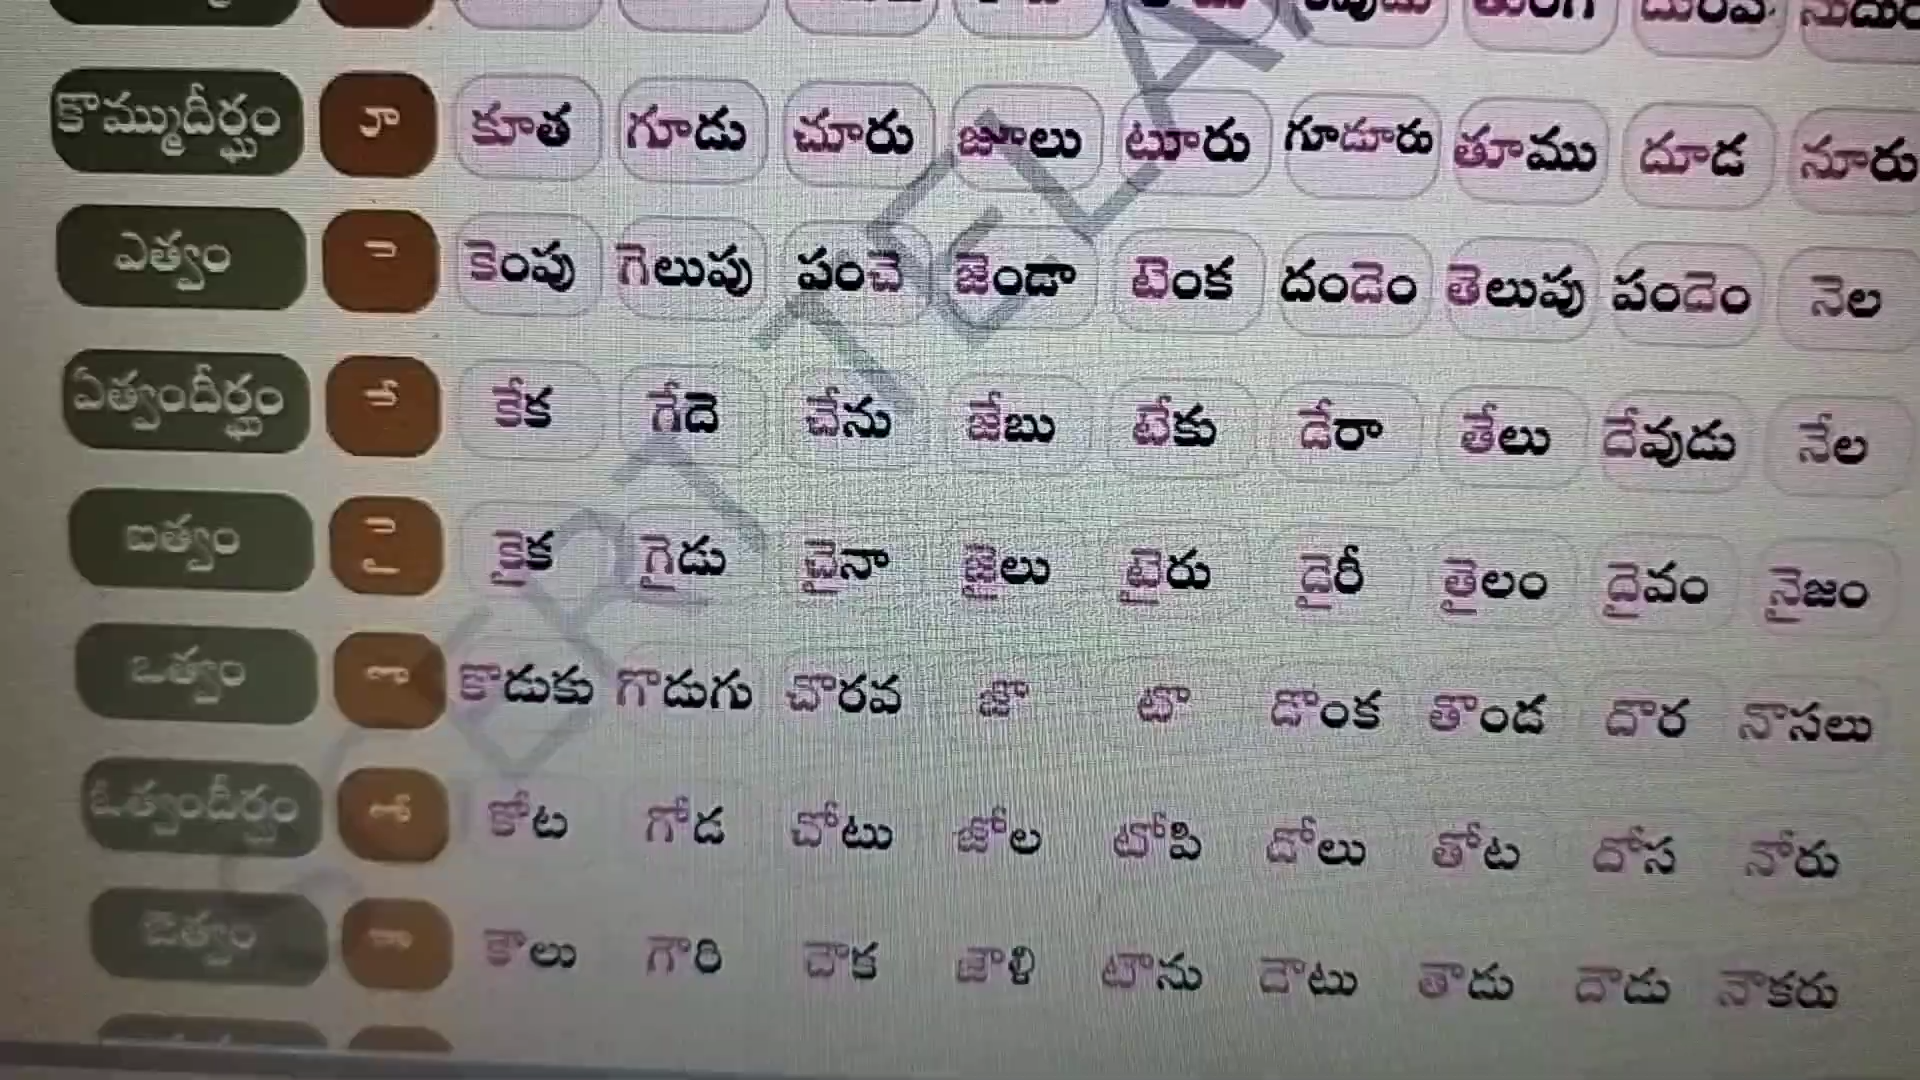 కొమ్ముదీర్ఘం ూ కూత గూడు చూరు జూలు టూరు గూడూరు తూము దూడ నూరు
ఎత్వం ె కెంపు గెలుపు పంచె జెండా టెంక దండెం తెలుపు పందెం నెల
ఏత్వందీర్ఘం ే కేక గేదె చేను జేబు టేకు డేరా తేలు దేవుడు నేల
ఐత్వం ై కైక గైడు చైనా జైలు టైరు డైరీ తైలం దైవం నైజం
ఒత్వం ొ కొడుకు గొడుగు చొరవ జొ టొ డొంక తొండ దొర నొసలు
ఓత్వందీర్ఘం ో కోట గోడ చోటు జోల టోపి డోలు తోట దోస నోరు
ఔత్వం ౌ కౌలు గౌరి చౌక జౌళి టౌను డౌటు తౌడు దౌడు నౌకరు